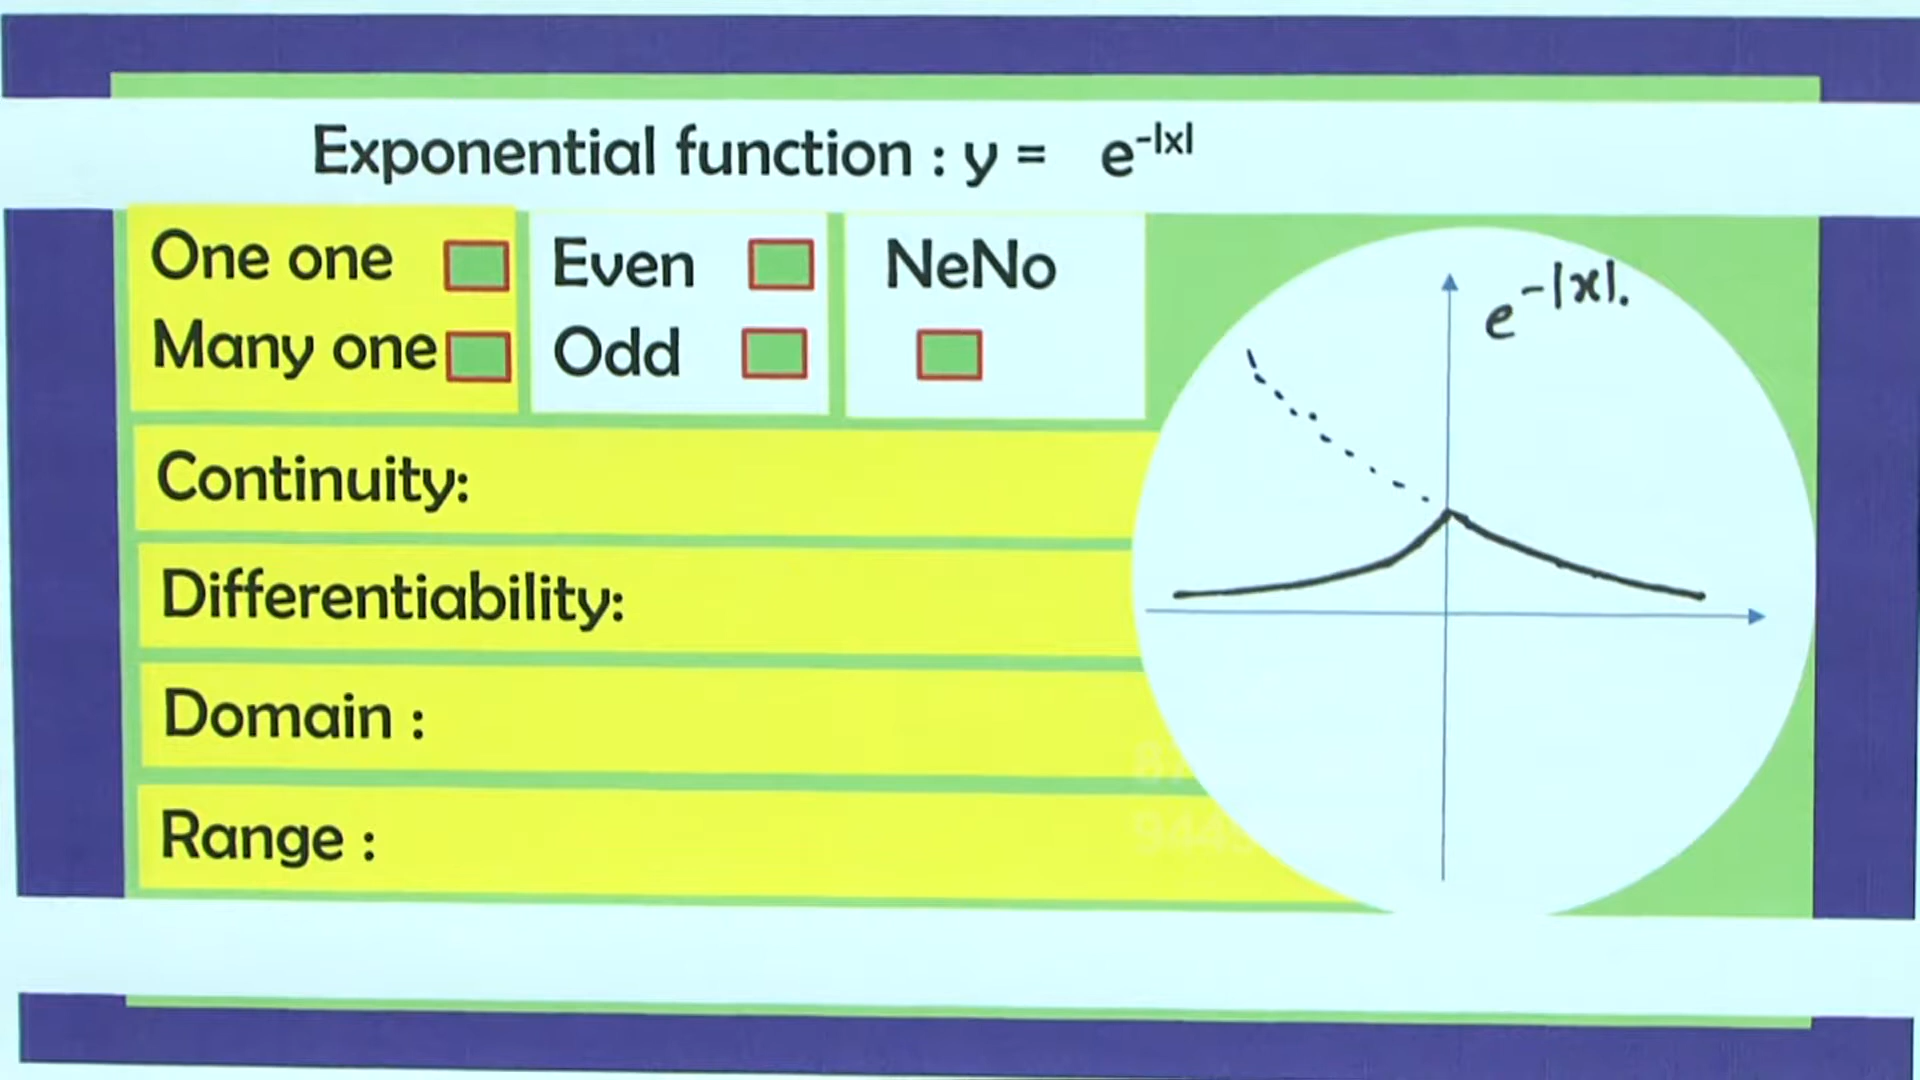 Exponential function : y = e^-|x|
One one
Many one
Even
Odd
NeNo
e^-|x|.
Continuity:
Differentiability:
Domain :
Range :